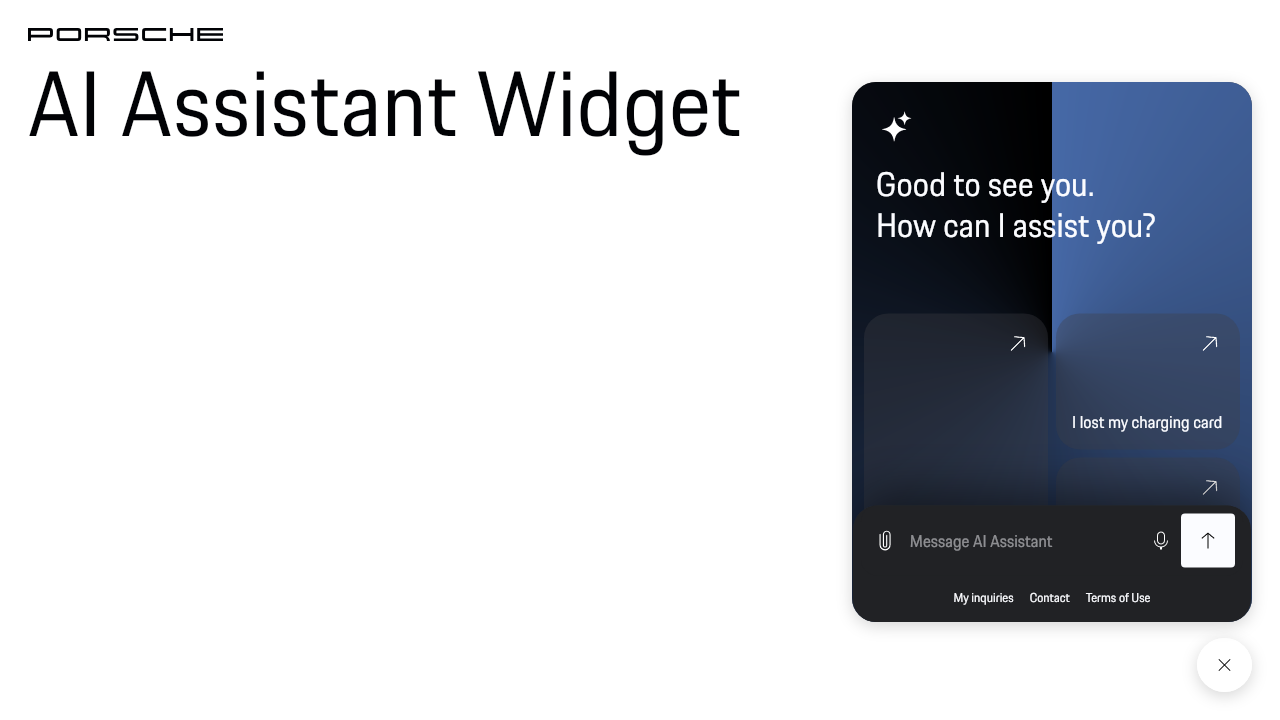 PORSCHE
AI Assistant Widget
Good to see you.
How can I assist you?
I lost my charging card
Message AI Assistant
My inquiries Contact Terms of Use